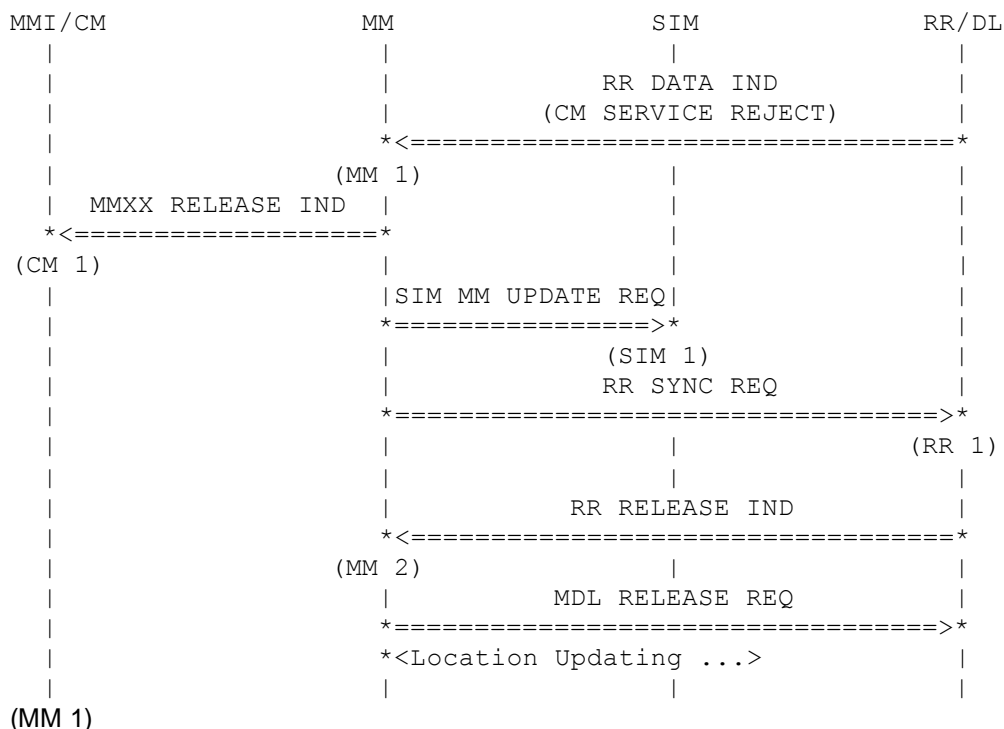 MMI/CM MM SIM RR/DL
| | | |
| | RR DATA IND |
| | (CM SERVICE REJECT) |
| *<==================================*
| (MM 1) | |
| MMXX RELEASE IND | | |
*<===================* | |
(CM 1) | | |
| |SIM MM UPDATE REQ| |
| *================>* |
| | (SIM 1) |
| | RR SYNC REQ |
| *==================================>*
| | | (RR 1)
| | | |
| | RR RELEASE IND |
| *<==================================*
| (MM 2) | |
| | MDL RELEASE REQ |
| *==================================>*
| *<Location Updating ...> |
| | | |
(MM 1)